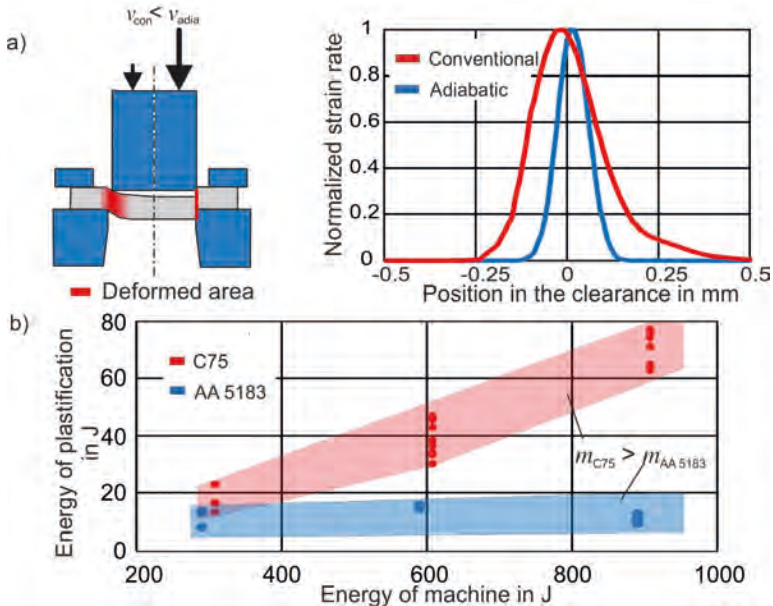 a)
v_con < v_adia
Deformed area
Normalized strain rate
1
0.8
0.6
0.4
0.2
0
Conventional
Adiabatic
-0.5 -0.25 0 0.25 0.5
Position in the clearance in mm
b)
Energy of plastification
in J
80
60
40
20
0
C75
AA 5183
m_C75 > m_AA 5183
200 400 600 800 1000
Energy of machine in J